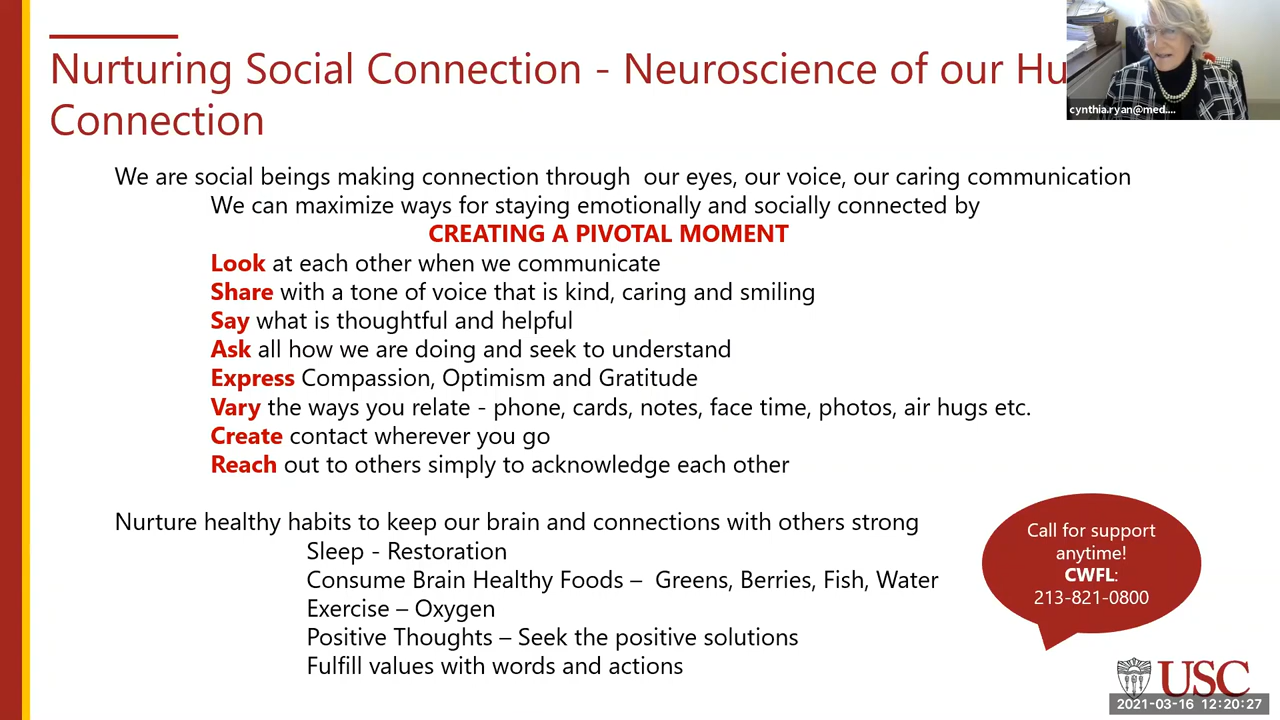 Nurturing Social Connection - Neuroscience of our Hu
Connection
cynthia.ryan@med....
We are social beings making connection through our eyes, our voice, our caring communication
We can maximize ways for staying emotionally and socially connected by
CREATING A PIVOTAL MOMENT
Look at each other when we communicate
Share with a tone of voice that is kind, caring and smiling
Say what is thoughtful and helpful
Ask all how we are doing and seek to understand
Express Compassion, Optimism and Gratitude
Vary the ways you relate - phone, cards, notes, face time, photos, air hugs etc.
Create contact wherever you go
Reach out to others simply to acknowledge each other
Nurture healthy habits to keep our brain and connections with others strong
Sleep - Restoration
Consume Brain Healthy Foods – Greens, Berries, Fish, Water
Exercise – Oxygen
Positive Thoughts – Seek the positive solutions
Fulfill values with words and actions
Call for support
anytime!
CWFL:
213-821-0800
USC
2021-03-16 12:20:27